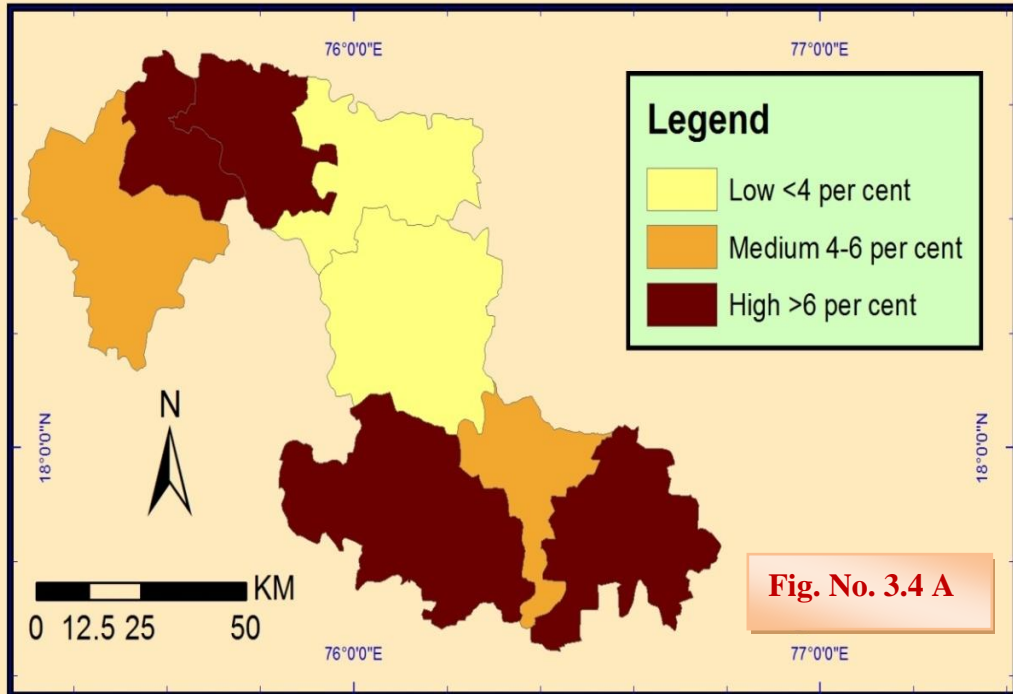 76°0'0"E
77°0'0"E
Legend
Low <4 per cent
Medium 4-6 per cent
High >6 per cent
N
18°0'0"N
18°0'0"N
KM
0 12.5 25 50
Fig. No. 3.4 A
76°0'0"E
77°0'0"E